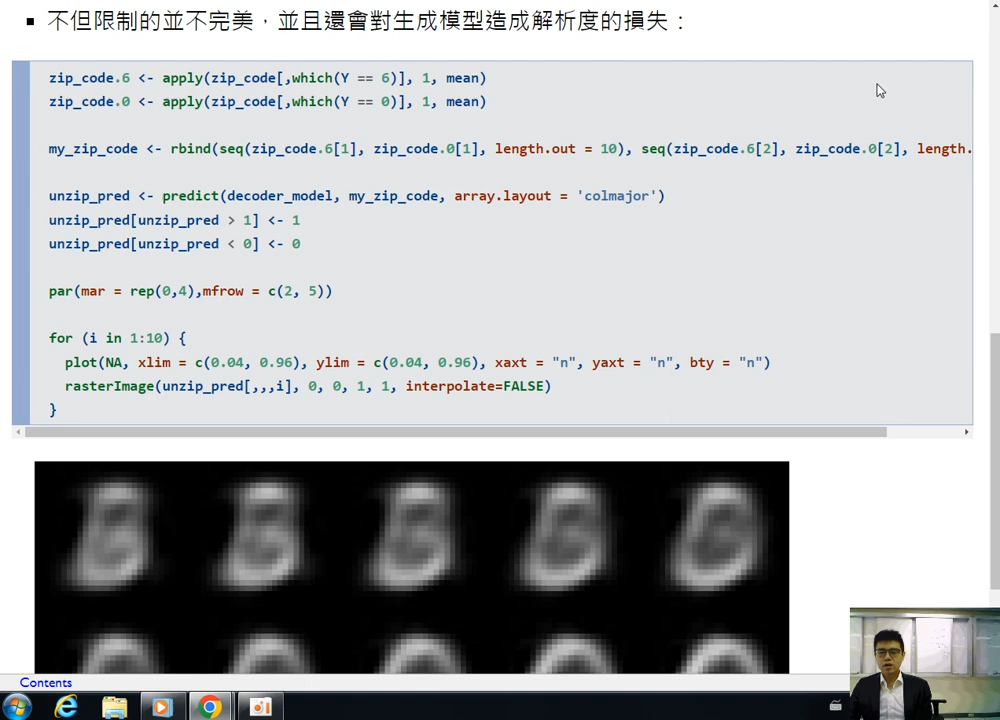 ▪ 不但限制的並不完美，並且還會對生成模型造成解析度的損失：
zip_code.6 <- apply(zip_code[,which(Y == 6)], 1, mean)
zip_code.0 <- apply(zip_code[,which(Y == 0)], 1, mean)
my_zip_code <- rbind(seq(zip_code.6[1], zip_code.0[1], length.out = 10), seq(zip_code.6[2], zip_code.0[2], length.
unzip_pred <- predict(decoder_model, my_zip_code, array.layout = 'colmajor')
unzip_pred[unzip_pred > 1] <- 1
unzip_pred[unzip_pred < 0] <- 0
par(mar = rep(0,4),mfrow = c(2, 5))
for (i in 1:10) {
  plot(NA, xlim = c(0.04, 0.96), ylim = c(0.04, 0.96), xaxt = "n", yaxt = "n", bty = "n")
  rasterImage(unzip_pred[,,,i], 0, 0, 1, 1, interpolate=FALSE)
}
Contents